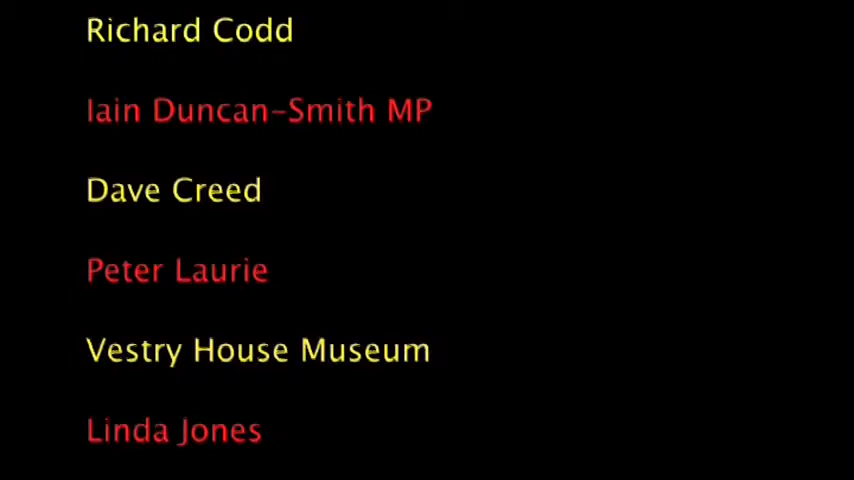 Richard Codd
Iain Duncan-Smith MP
Dave Creed
Peter Laurie
Vestry House Museum
Linda Jones